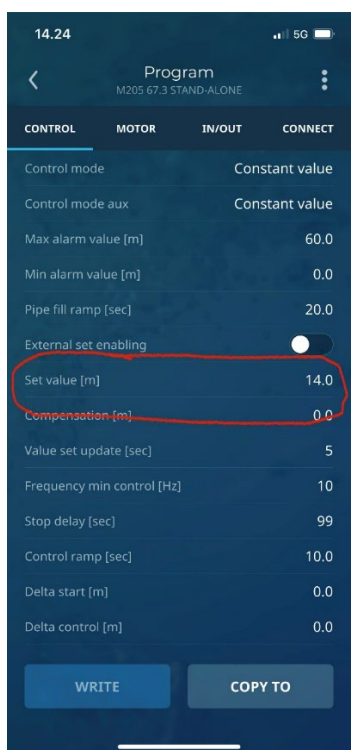 14.24 5G
Program
M205 67.3 STAND-ALONE
CONTROL MOTOR IN/OUT CONNECT
Control mode Constant value
Control mode aux Constant value
Max alarm value [m] 60.0
Min alarm value [m] 0.0
Pipe fill ramp [sec] 20.0
External set enabling
Set value [m] 14.0
Compensation [m] 0.0
Value set update [sec] 5
Frequency min control [Hz] 10
Stop delay [sec] 99
Control ramp [sec] 10.0
Delta start [m] 0.0
Delta control [m] 0.0
WRITE COPY TO